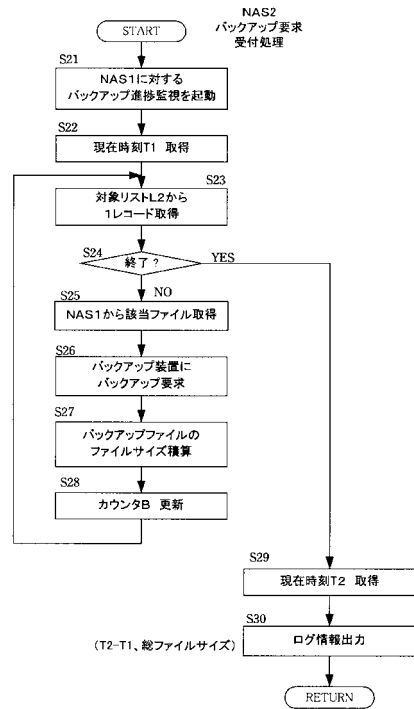 NAS2
バックアップ要求
受付処理
START
S21
NAS1に対する
バックアップ進捗監視を起動
S22
現在時刻T1 取得
S23
対象リストL2から
1レコード取得
S24
終了?
YES
NO
S25
NAS1から該当ファイル取得
S26
バックアップ装置に
バックアップ要求
S27
バックアップファイルの
ファイルサイズ積算
S28
カウンタB 更新
S29
現在時刻T2 取得
S30
ログ情報出力
(T2-T1、総ファイルサイズ)
RETURN